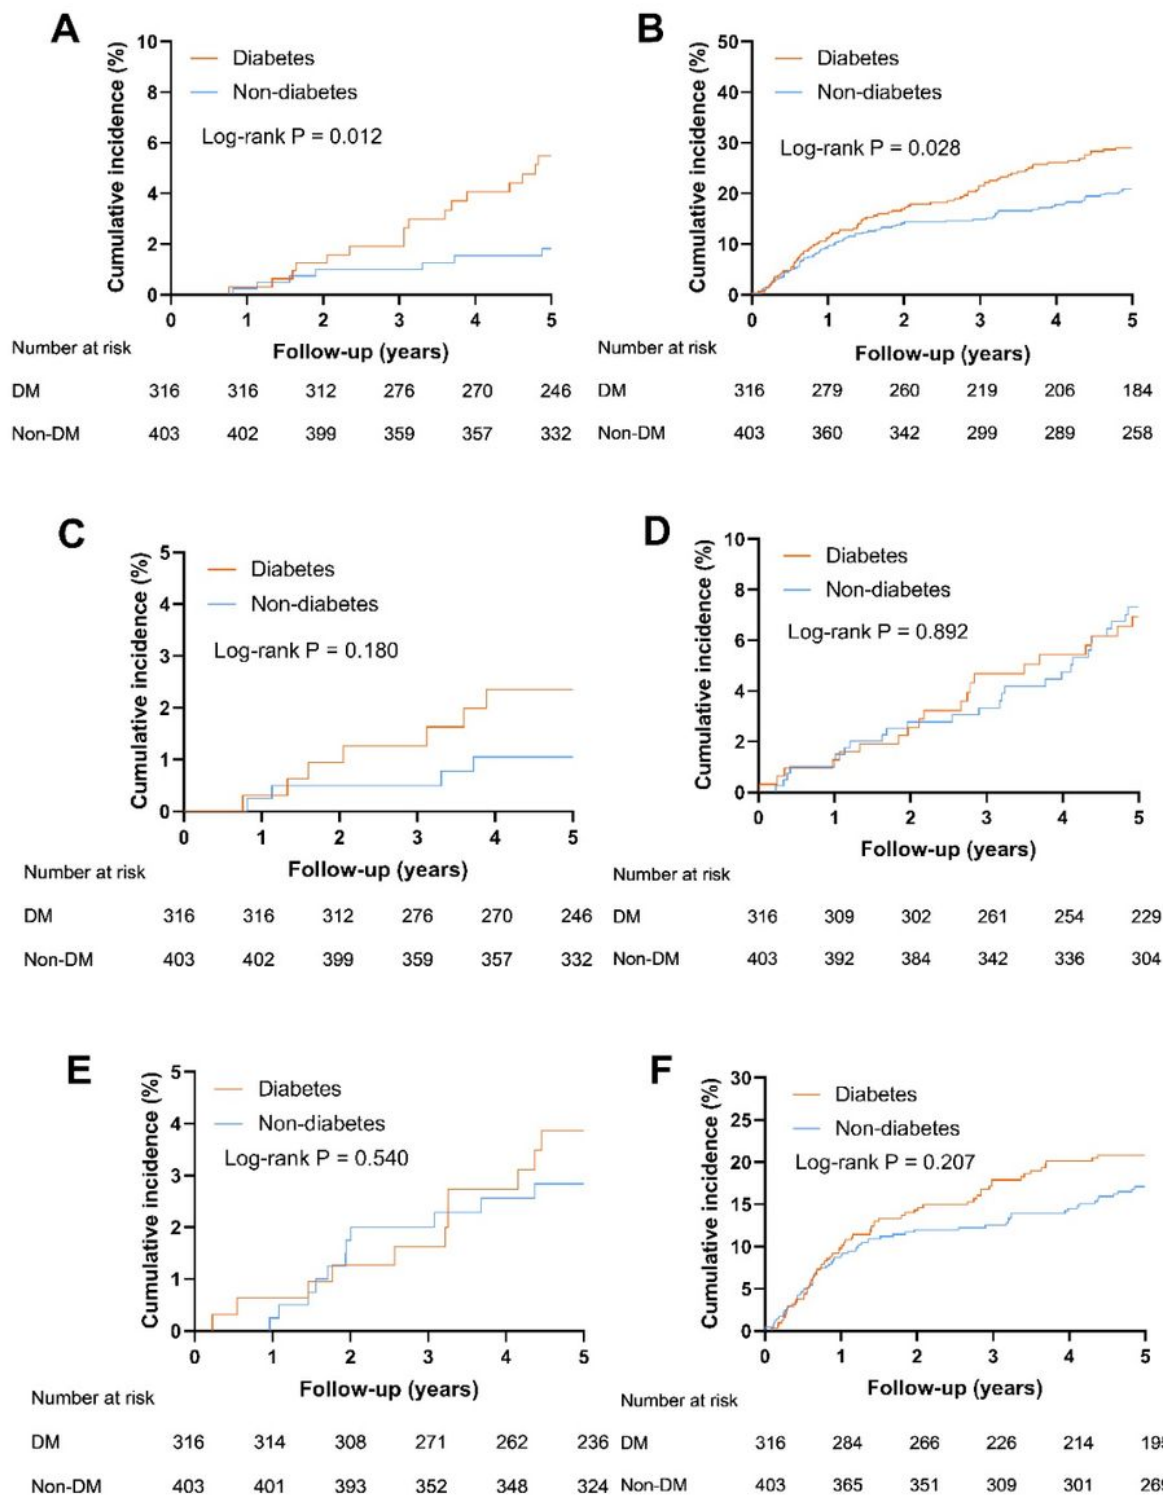 A
Cumulative incidence (%)
10
8
6
4
2
0
Diabetes
Non-diabetes
Log-rank P = 0.012
0 1 2 3 4 5
Follow-up (years)
Number at risk
DM 316 316 312 276 270 246
Non-DM 403 402 399 359 357 332
B
Cumulative incidence (%)
50
40
30
20
10
0
Diabetes
Non-diabetes
Log-rank P = 0.028
0 1 2 3 4 5
Follow-up (years)
Number at risk
DM 316 279 260 219 206 184
Non-DM 403 360 342 299 289 258
C
Cumulative incidence (%)
5
4
3
2
1
0
Diabetes
Non-diabetes
Log-rank P = 0.180
0 1 2 3 4 5
Follow-up (years)
Number at risk
DM 316 316 312 276 270 246
Non-DM 403 402 399 359 357 332
D
Cumulative incidence (%)
10
8
6
4
2
0
Diabetes
Non-diabetes
Log-rank P = 0.892
0 1 2 3 4 5
Follow-up (years)
Number at risk
DM 316 309 302 261 254 229
Non-DM 403 392 384 342 336 304
E
Cumulative incidence (%)
5
4
3
2
1
0
Diabetes
Non-diabetes
Log-rank P = 0.540
0 1 2 3 4 5
Follow-up (years)
Number at risk
DM 316 314 308 271 262 236
Non-DM 403 401 393 352 348 324
F
Cumulative incidence (%)
30
25
20
15
10
5
0
Diabetes
Non-diabetes
Log-rank P = 0.207
0 1 2 3 4 5
Follow-up (years)
Number at risk
DM 316 284 266 226 214 195
Non-DM 403 365 351 309 301 269